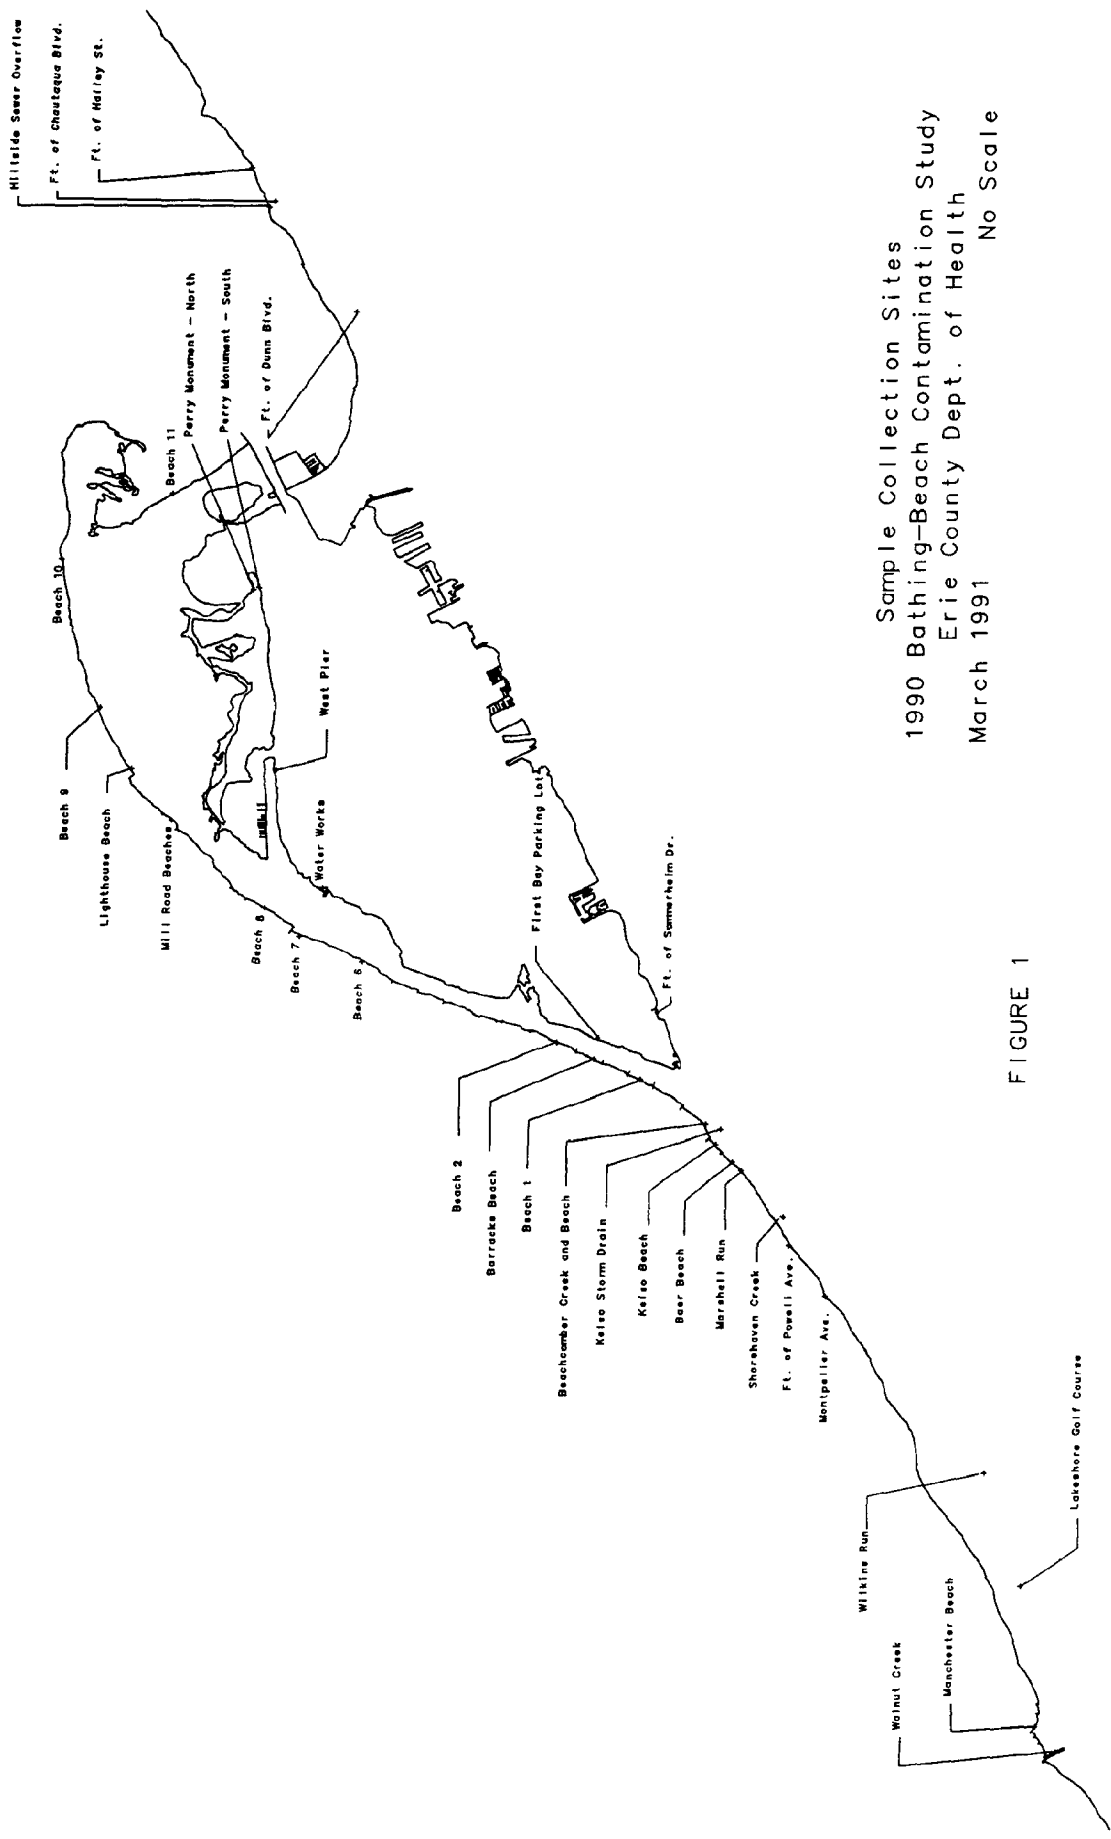 Hillside Sewer Overflow
Ft. of Chautaqua Blvd.
Ft. of Halley St.
Perry Monument - North
Perry Monument - South
Ft. of Dunn Blvd.
Beach 11
Beach 10
Beach 9
Lighthouse Beach
Mill Road Beaches
Beach 8
Beach 7
Beach 6
West Pier
Water Works
First Bay Parking Lot
Ft. of Sommerheim Dr.
Beach 2
Barracks Beach
Beach 1
Beachcomber Creek and Beach
Kelso Storm Drain
Kelso Beach
Baer Beach
Marshall Run
Shorehaven Creek
Ft. of Powell Ave.
Montpelier Ave.
Wilkins Run
Lakeshore Golf Course
Manchester Beach
Walnut Creek
Sample Collection Sites
1990 Bathing-Beach Contamination Study
Erie County Dept. of Health
March 1991 No Scale
FIGURE 1